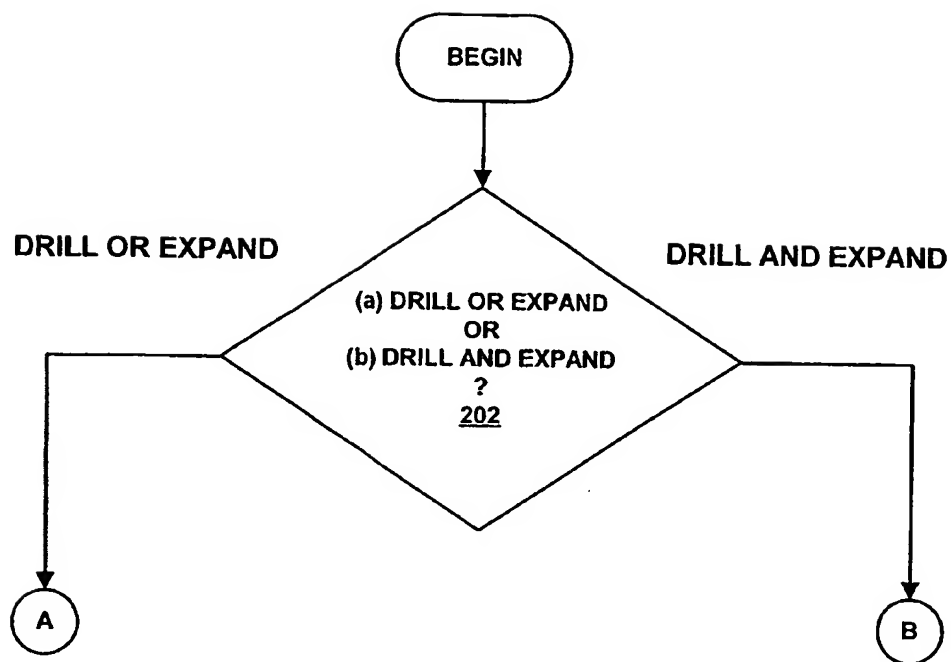 BEGIN
DRILL OR EXPAND
DRILL AND EXPAND
(a) DRILL OR EXPAND
OR
(b) DRILL AND EXPAND
?
202
A
B